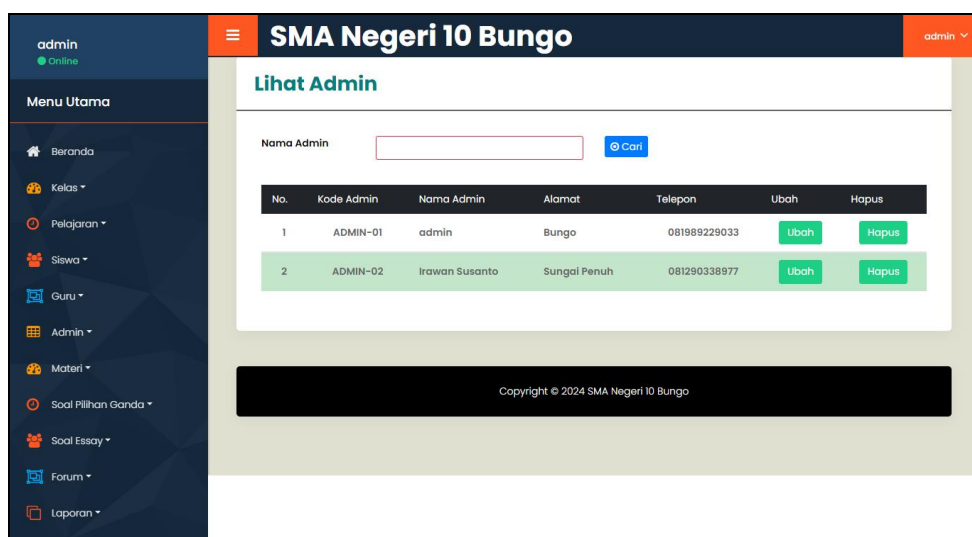 admin
Online
Menu Utama
Beranda
Kelas
Pelajaran
Siswa
Guru
Admin
Materi
Soal Pilihan Ganda
Soal Essay
Forum
Laporan
SMA Negeri 10 Bungo
admin
Lihat Admin
Nama Admin
Cari
No. Kode Admin Nama Admin Alamat Telepon Ubah Hapus
1 ADMIN-01 admin Bungo 081989229033 Ubah Hapus
2 ADMIN-02 Irawan Susanto Sungai Penuh 081290338977 Ubah Hapus
Copyright © 2024 SMA Negeri 10 Bungo